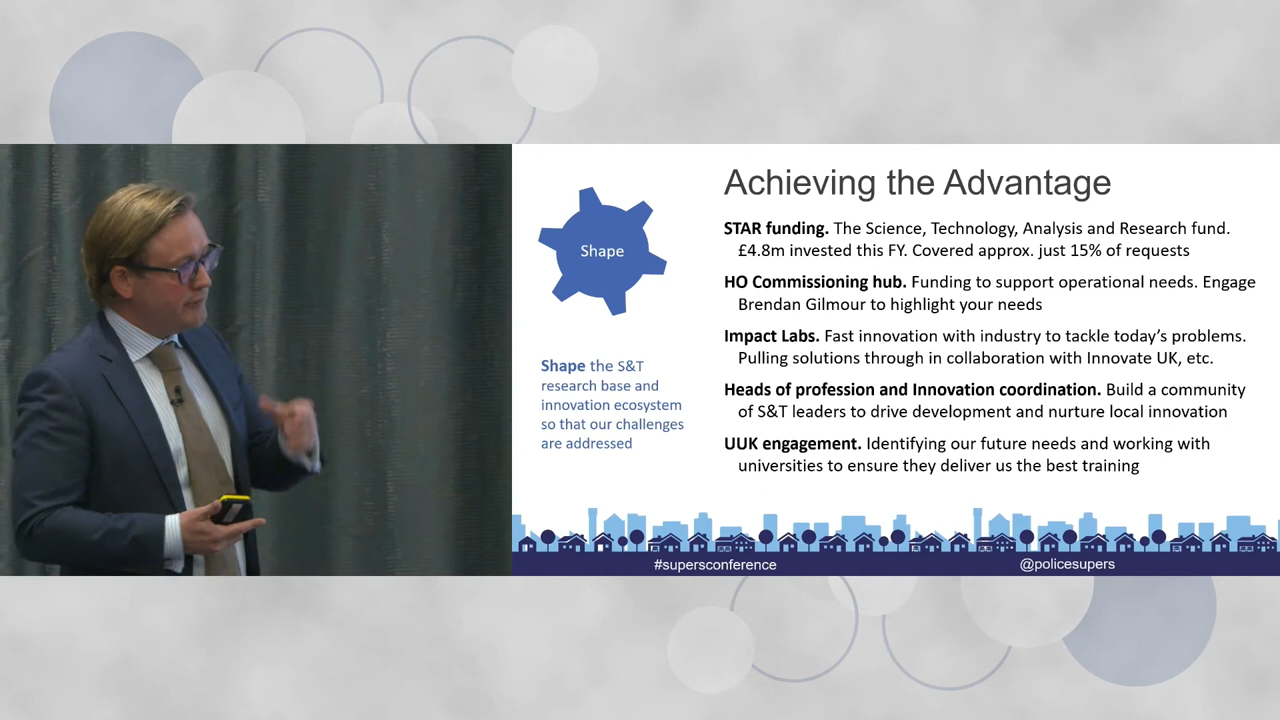 Achieving the Advantage
Shape
STAR funding. The Science, Technology, Analysis and Research fund.
£4.8m invested this FY. Covered approx. just 15% of requests
HO Commissioning hub. Funding to support operational needs. Engage
Brendan Gilmour to highlight your needs
Impact Labs. Fast innovation with industry to tackle today's problems.
Pulling solutions through in collaboration with Innovate UK, etc.
Heads of profession and Innovation coordination. Build a community
of S&T leaders to drive development and nurture local innovation
UUK engagement. Identifying our future needs and working with
universities to ensure they deliver us the best training
Shape the S&T
research base and
innovation ecosystem
so that our challenges
are addressed
#supersconference
@policesupers